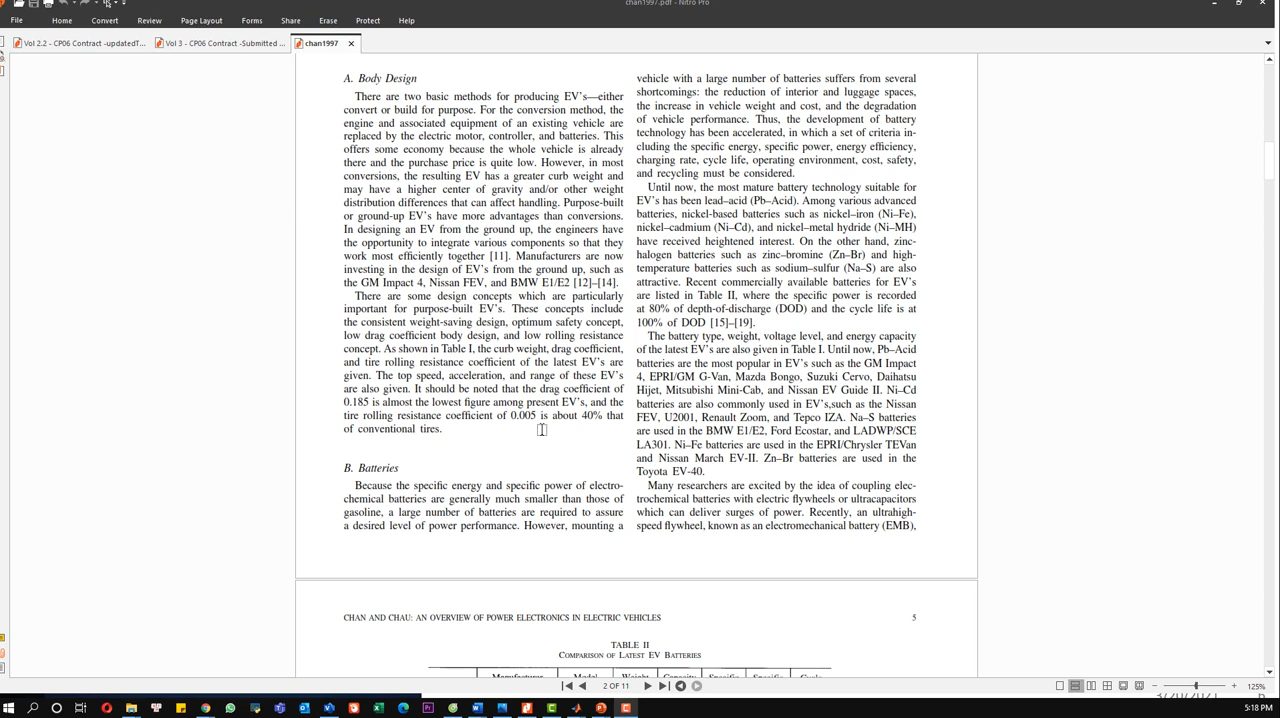 chan1997.pdf - Nitro Pro
File Home Convert Review Page Layout Forms Share Erase Protect Help
Vol 2.2 - CP06 Contract -updatedT... Vol 3 - CP06 Contract -Submitted ... chan1997
A. Body Design
There are two basic methods for producing EV's—either
convert or build for purpose. For the conversion method, the
engine and associated equipment of an existing vehicle are
replaced by the electric motor, controller, and batteries. This
offers some economy because the whole vehicle is already
there and the purchase price is quite low. However, in most
conversions, the resulting EV has a greater curb weight and
may have a higher center of gravity and/or other weight
distribution differences that can affect handling. Purpose-built
or ground-up EV's have more advantages than conversions.
In designing an EV from the ground up, the engineers have
the opportunity to integrate various components so that they
work most efficiently together [11]. Manufacturers are now
investing in the design of EV's from the ground up, such as
the GM Impact 4, Nissan FEV, and BMW E1/E2 [12]–[14].
There are some design concepts which are particularly
important for purpose-built EV's. These concepts include
the consistent weight-saving design, optimum safety concept,
low drag coefficient body design, and low rolling resistance
concept. As shown in Table I, the curb weight, drag coefficient,
and tire rolling resistance coefficient of the latest EV's are
given. The top speed, acceleration, and range of these EV's
are also given. It should be noted that the drag coefficient of
0.185 is almost the lowest figure among present EV's, and the
tire rolling resistance coefficient of 0.005 is about 40% that
of conventional tires.
B. Batteries
Because the specific energy and specific power of electro-
chemical batteries are generally much smaller than those of
gasoline, a large number of batteries are required to assure
a desired level of power performance. However, mounting a
vehicle with a large number of batteries suffers from several
shortcomings: the reduction of interior and luggage spaces,
the increase in vehicle weight and cost, and the degradation
of vehicle performance. Thus, the development of battery
technology has been accelerated, in which a set of criteria in-
cluding the specific energy, specific power, energy efficiency,
charging rate, cycle life, operating environment, cost, safety,
and recycling must be considered.
Until now, the most mature battery technology suitable for
EV's has been lead–acid (Pb–Acid). Among various advanced
batteries, nickel-based batteries such as nickel–iron (Ni–Fe),
nickel–cadmium (Ni–Cd), and nickel–metal hydride (Ni–MH)
have received heightened interest. On the other hand, zinc-
halogen batteries such as zinc–bromine (Zn–Br) and high-
temperature batteries such as sodium–sulfur (Na–S) are also
attractive. Recent commercially available batteries for EV's
are listed in Table II, where the specific power is recorded
at 80% of depth-of-discharge (DOD) and the cycle life is at
100% of DOD [15]–[19].
The battery type, weight, voltage level, and energy capacity
of the latest EV's are also given in Table I. Until now, Pb–Acid
batteries are the most popular in EV's such as the GM Impact
4, EPRI/GM G-Van, Mazda Bongo, Suzuki Cervo, Daihatsu
Hijet, Mitsubishi Mini-Cab, and Nissan EV Guide II. Ni–Cd
batteries are also commonly used in EV's,such as the Nissan
FEV, U2001, Renault Zoom, and Tepco IZA. Na–S batteries
are used in the BMW E1/E2, Ford Ecostar, and LADWP/SCE
LA301. Ni–Fe batteries are used in the EPRI/Chrysler TEVan
and Nissan March EV-II. Zn–Br batteries are used in the
Toyota EV-40.
Many researchers are excited by the idea of coupling elec-
trochemical batteries with electric flywheels or ultracapacitors
which can deliver surges of power. Recently, an ultrahigh-
speed flywheel, known as an electromechanical battery (EMB),
CHAN AND CHAU: AN OVERVIEW OF POWER ELECTRONICS IN ELECTRIC VEHICLES 5
TABLE II
COMPARISON OF LATEST EV BATTERIES
Manufacturer Model Weight Capacity Specific Specific Cycle
2 OF 11
125%
5:18 PM